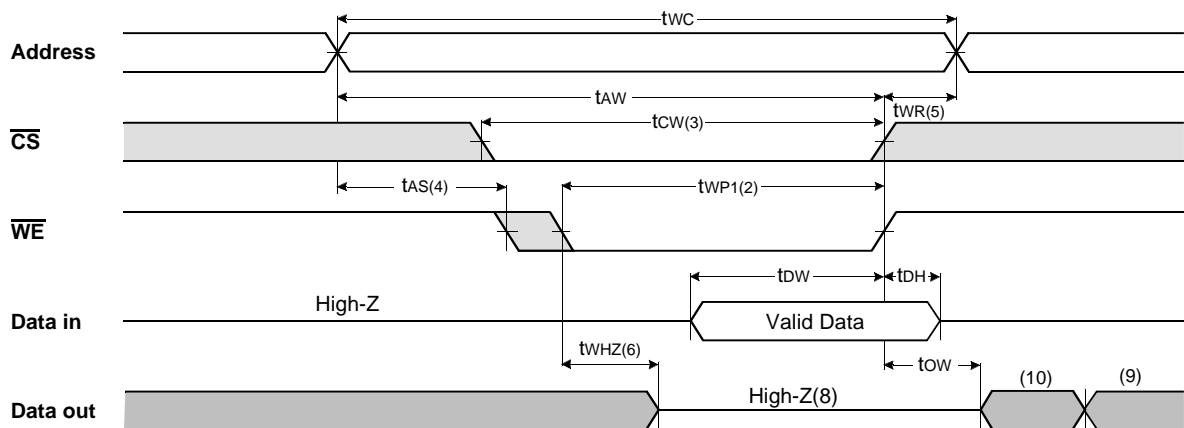 tWC
Address
tAW
tWR(5)
tCW(3)
CS
tAS(4)
tWP1(2)
WE
tDW
tDH
High-Z
Data in
Valid Data
tWHZ(6)
tOW
(10)
(9)
High-Z(8)
Data out